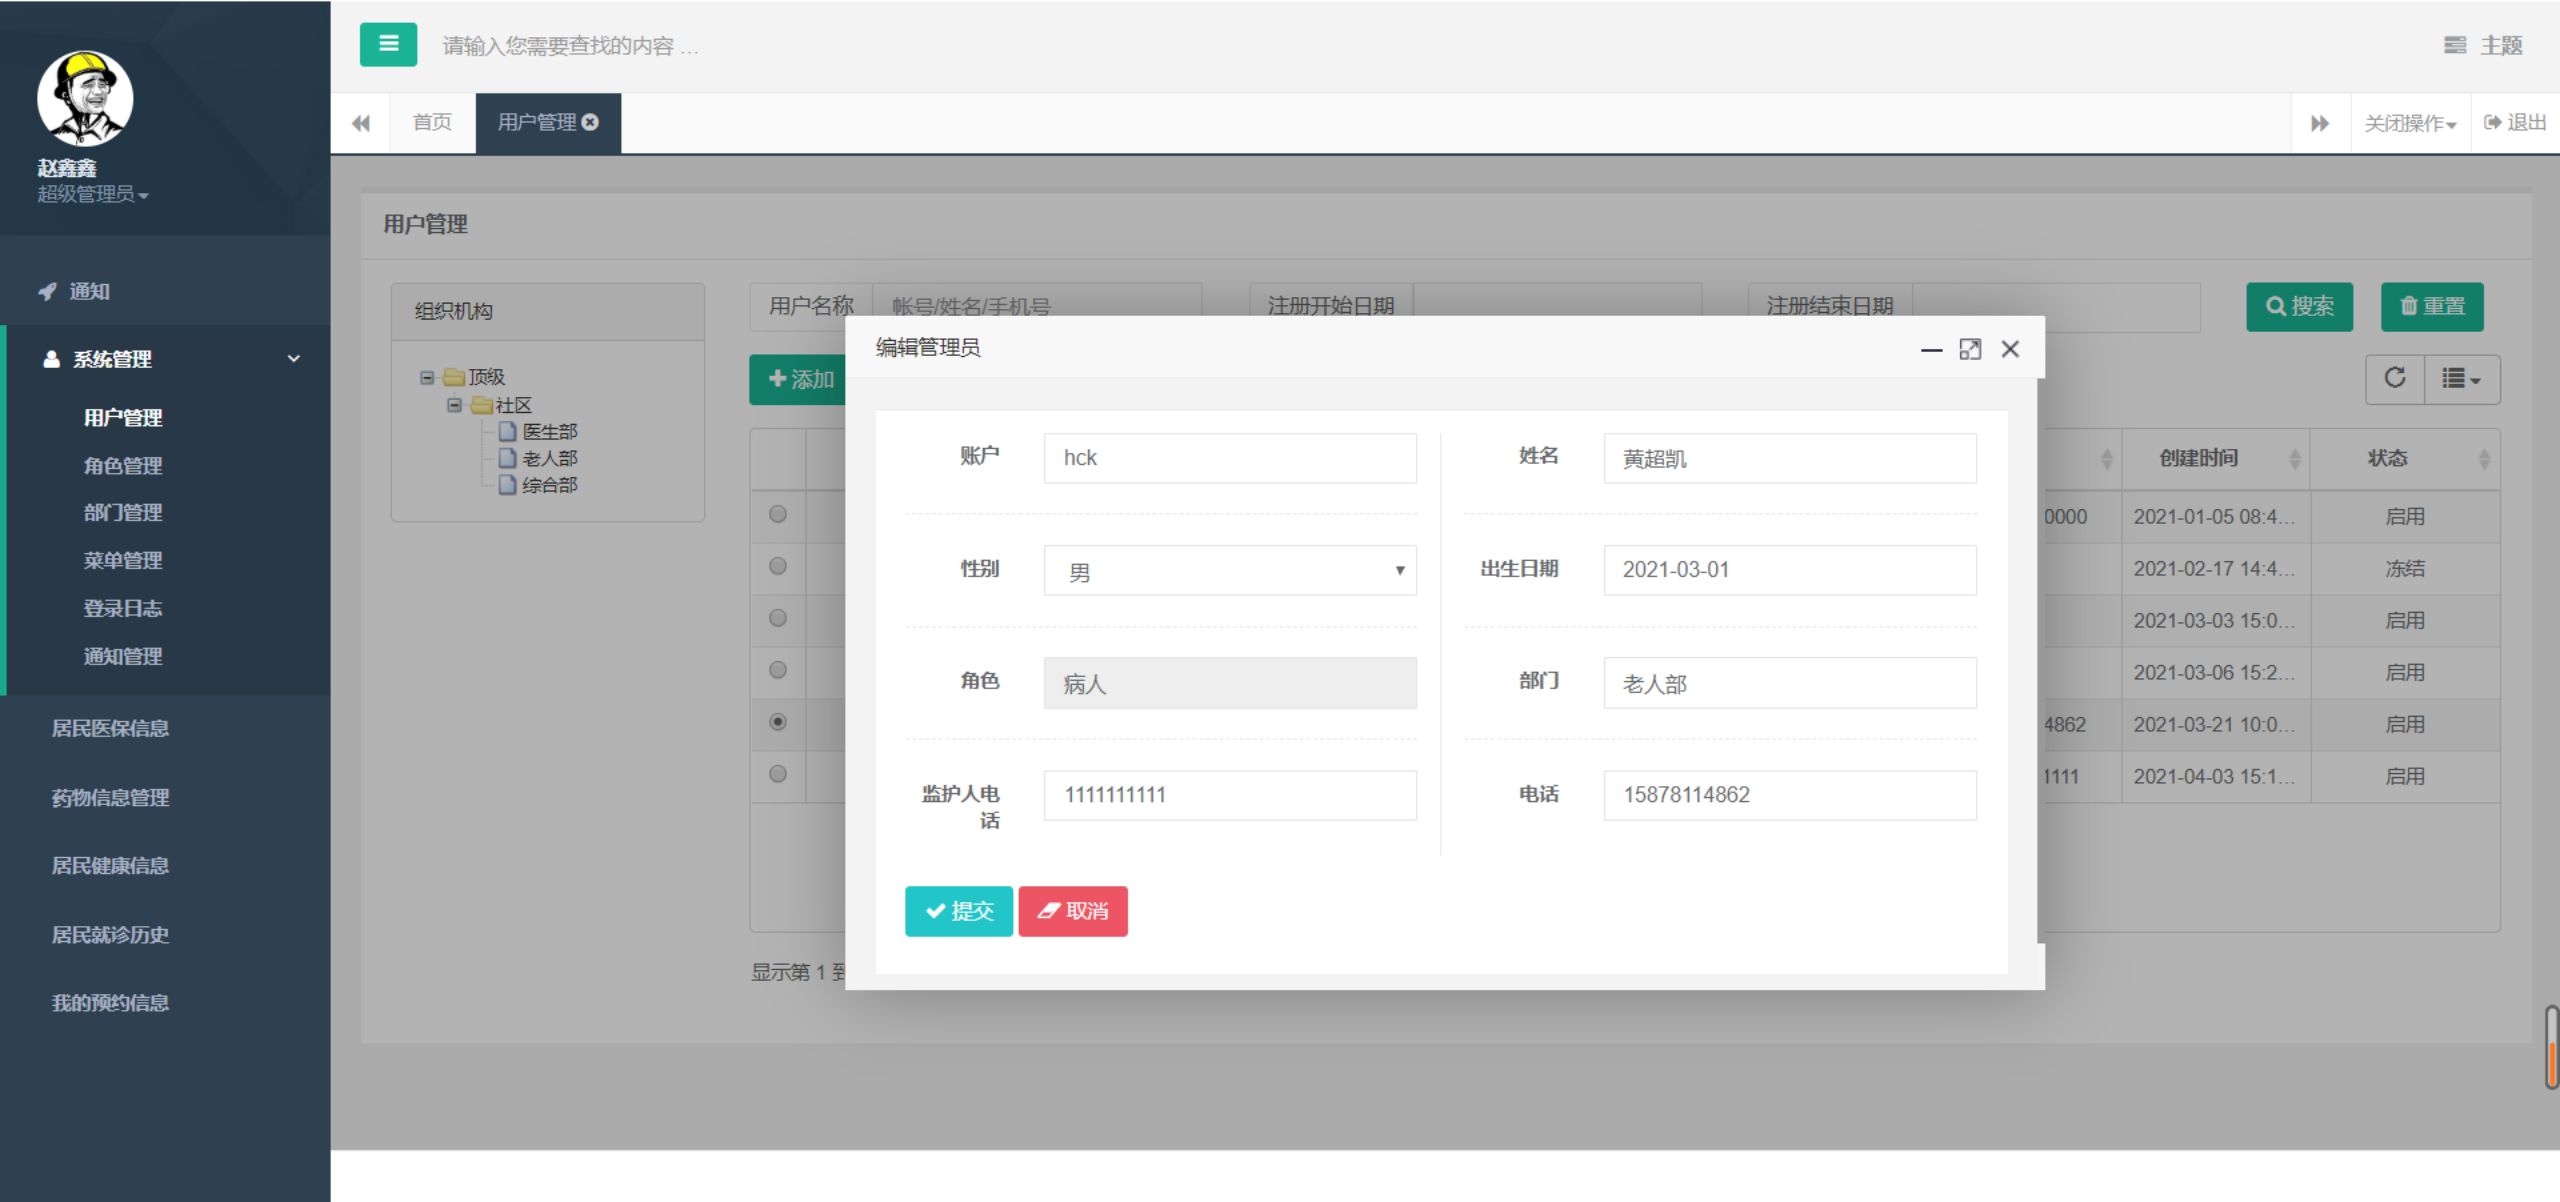 赵鑫鑫
超级管理员
通知
系统管理
用户管理
角色管理
部门管理
菜单管理
登录日志
通知管理
居民医保信息
药物信息管理
居民健康信息
居民就诊历史
我的预约信息
请输入您需要查找的内容 ...
主题
首页
用户管理
关闭操作
退出
用户管理
组织机构
顶级
社区
医生部
老人部
综合部
用户名称
帐号/姓名/手机号
注册开始日期
注册结束日期
搜索
重置
添加
创建时间
状态
0000 2021-01-05 08:4... 启用
2021-02-17 14:4... 冻结
2021-03-03 15:0... 启用
2021-03-06 15:2... 启用
4862 2021-03-21 10:0... 启用
1111 2021-04-03 15:1... 启用
显示第 1 到
编辑管理员
账户 hck
姓名 黄超凯
性别 男
出生日期 2021-03-01
角色 病人
部门 老人部
监护人电
话
1111111111
电话 15878114862
提交
取消